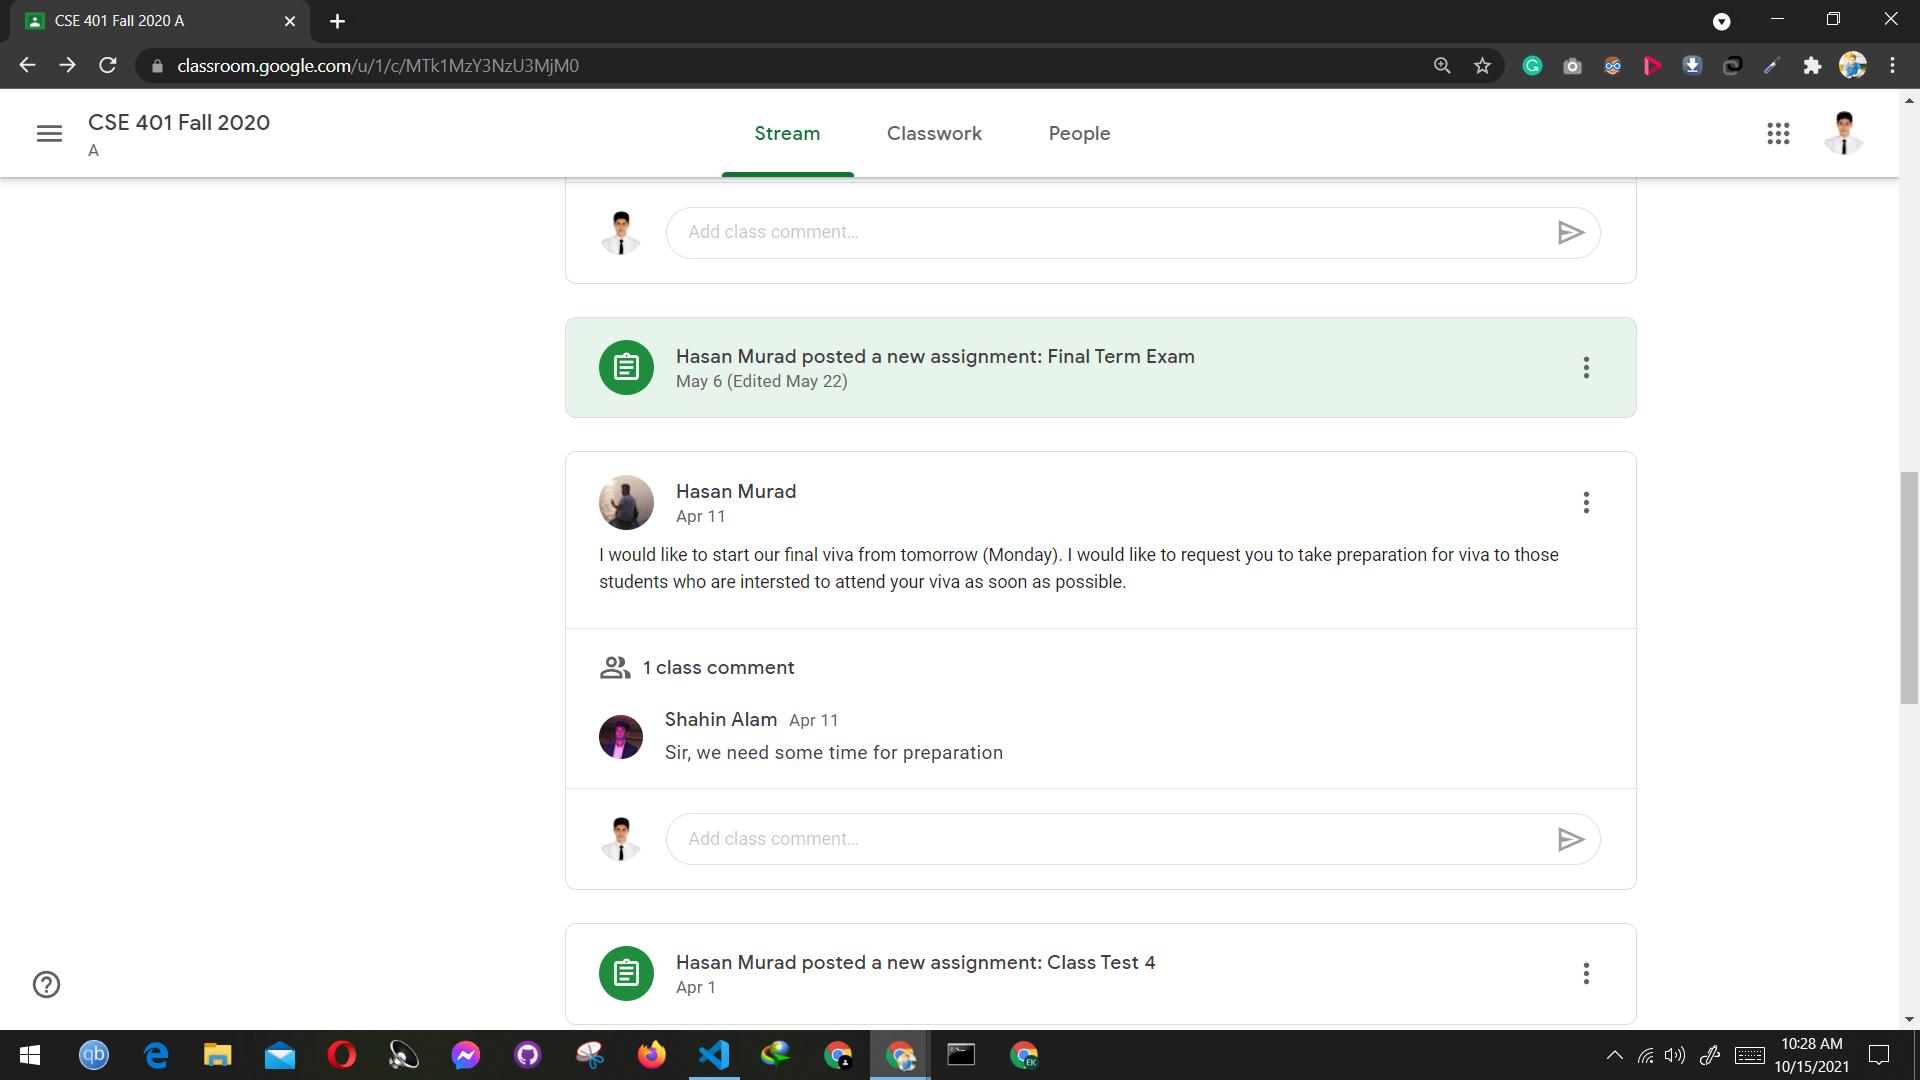 CSE 401 Fall 2020 A
classroom.google.com/u/1/c/MTk1MzY3NzU3MjM0
CSE 401 Fall 2020
A
Stream
Classwork
People
Add class comment…
Hasan Murad posted a new assignment: Final Term Exam
May 6 (Edited May 22)
Hasan Murad
Apr 11
I would like to start our final viva from tomorrow (Monday). I would like to request you to take preparation for viva to those
students who are intersted to attend your viva as soon as possible.
1 class comment
Shahin Alam Apr 11
Sir, we need some time for preparation
Add class comment…
Hasan Murad posted a new assignment: Class Test 4
Apr 1
qb
EK
10:28 AM
10/15/2021